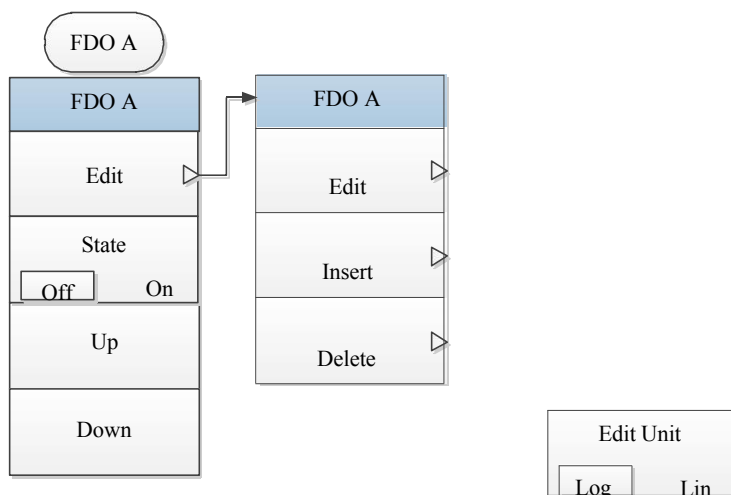 FDO A
FDO A
Edit
State
Off On
Up
Down
FDO A
Edit
Insert
Delete
Edit Unit
Log Lin